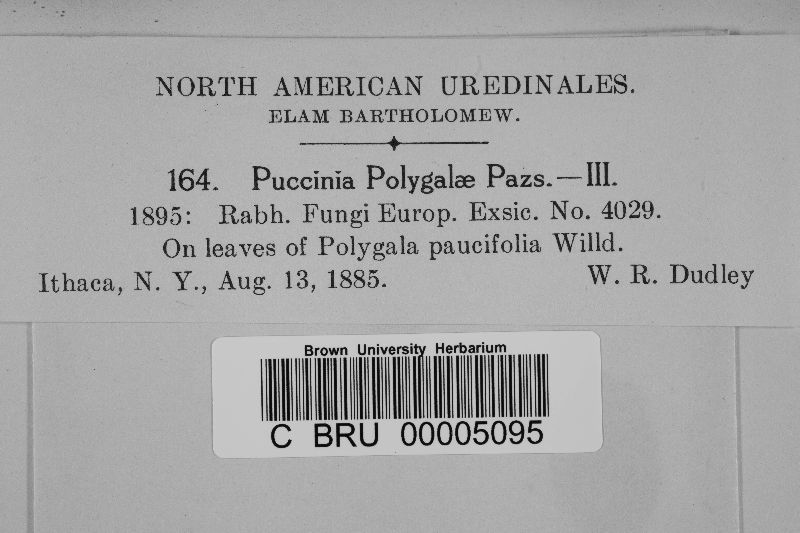 NORTH AMERICAN UREDINALES.
ELAM BARTHOLOMEW.
164. Puccinia Polygalæ Pazs.—III.
1895: Rabh. Fungi Europ. Exsic. No. 4029.
On leaves of Polygala paucifolia Willd.
Ithaca, N. Y., Aug. 13, 1885. W. R. Dudley
Brown University Herbarium
C BRU 00005095